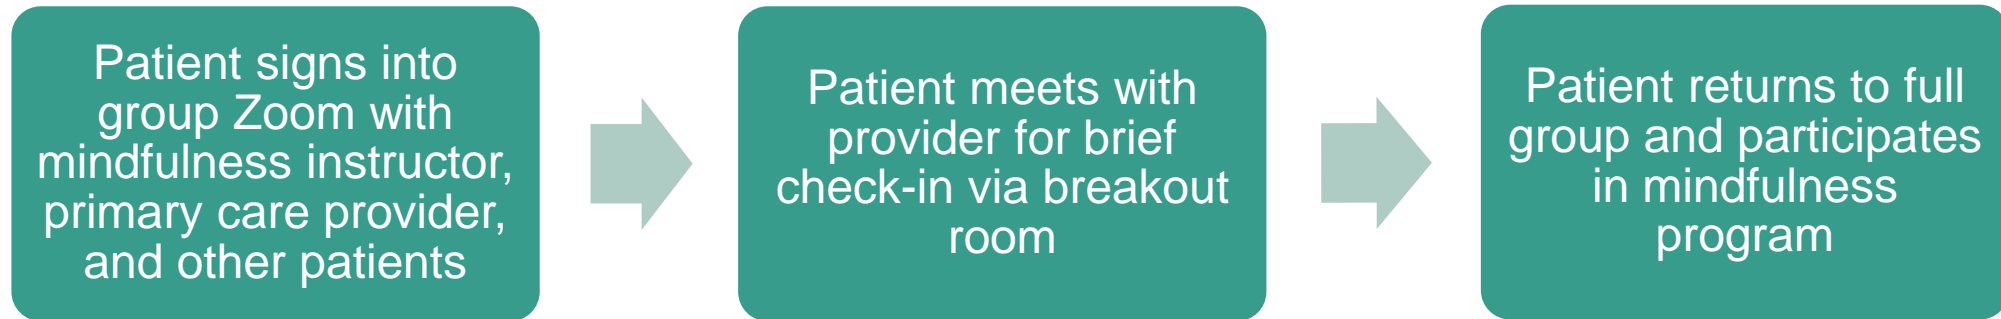 Patient signs into
group Zoom with
mindfulness instructor,
primary care provider,
and other patients
Patient meets with
provider for brief
check-in via breakout
room
Patient returns to full
group and participates
in mindfulness
program